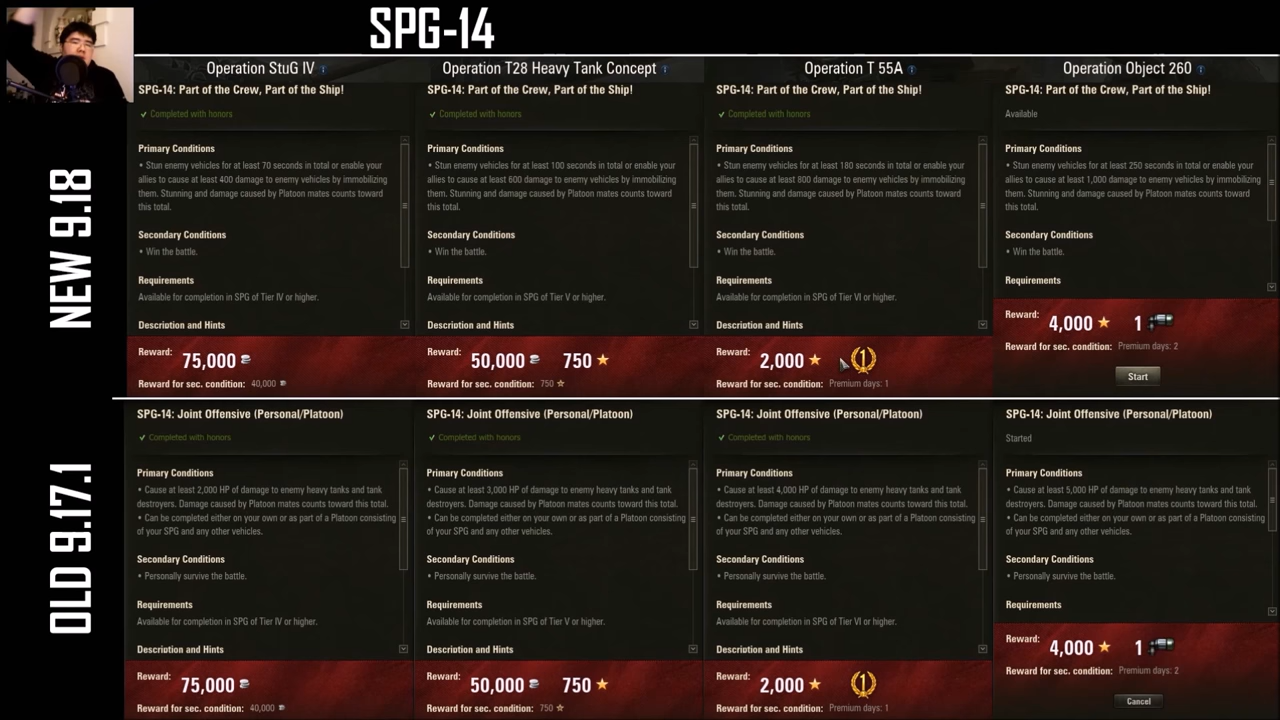 SPG-14
NEW 9.18
Operation StuG IV
SPG-14: Part of the Crew, Part of the Ship!
Completed with honors
Primary Conditions
• Stun enemy vehicles for at least 70 seconds in total or enable your
allies to cause at least 400 damage to enemy vehicles by immobilizing
them. Stunning and damage caused by Platoon mates counts toward
this total.
Secondary Conditions
• Win the battle.
Requirements
Available for completion in SPG of Tier IV or higher.
Description and Hints
Reward: 75,000
Reward for sec. condition: 40,000
Operation T28 Heavy Tank Concept
SPG-14: Part of the Crew, Part of the Ship!
Completed with honors
Primary Conditions
• Stun enemy vehicles for at least 100 seconds in total or enable your
allies to cause at least 600 damage to enemy vehicles by immobilizing
them. Stunning and damage caused by Platoon mates counts toward
this total.
Secondary Conditions
• Win the battle.
Requirements
Available for completion in SPG of Tier V or higher.
Description and Hints
Reward: 50,000 750
Reward for sec. condition: 750
Operation T 55A
SPG-14: Part of the Crew, Part of the Ship!
Completed with honors
Primary Conditions
• Stun enemy vehicles for at least 180 seconds in total or enable your
allies to cause at least 800 damage to enemy vehicles by immobilizing
them. Stunning and damage caused by Platoon mates counts toward
this total.
Secondary Conditions
• Win the battle.
Requirements
Available for completion in SPG of Tier VI or higher.
Description and Hints
Reward: 2,000 1
Reward for sec. condition: Premium days: 1
Operation Object 260
SPG-14: Part of the Crew, Part of the Ship!
Available
Primary Conditions
• Stun enemy vehicles for at least 250 seconds in total or enable your
allies to cause at least 1,000 damage to enemy vehicles by immobilizing
them. Stunning and damage caused by Platoon mates counts toward
this total.
Secondary Conditions
• Win the battle.
Requirements
Reward: 4,000 1
Reward for sec. condition: Premium days: 2
Start
OLD 9.17.1
SPG-14: Joint Offensive (Personal/Platoon)
Completed with honors
Primary Conditions
• Cause at least 2,000 HP of damage to enemy heavy tanks and tank
destroyers. Damage caused by Platoon mates counts toward this total.
• Can be completed either on your own or as part of a Platoon consisting
of your SPG and any other vehicles.
Secondary Conditions
• Personally survive the battle.
Requirements
Available for completion in SPG of Tier IV or higher.
Description and Hints
Reward: 75,000
Reward for sec. condition: 40,000
SPG-14: Joint Offensive (Personal/Platoon)
Completed with honors
Primary Conditions
• Cause at least 3,000 HP of damage to enemy heavy tanks and tank
destroyers. Damage caused by Platoon mates counts toward this total.
• Can be completed either on your own or as part of a Platoon consisting
of your SPG and any other vehicles.
Secondary Conditions
• Personally survive the battle.
Requirements
Available for completion in SPG of Tier V or higher.
Description and Hints
Reward: 50,000 750
Reward for sec. condition: 750
SPG-14: Joint Offensive (Personal/Platoon)
Completed with honors
Primary Conditions
• Cause at least 4,000 HP of damage to enemy heavy tanks and tank
destroyers. Damage caused by Platoon mates counts toward this total.
• Can be completed either on your own or as part of a Platoon consisting
of your SPG and any other vehicles.
Secondary Conditions
• Personally survive the battle.
Requirements
Available for completion in SPG of Tier VI or higher.
Description and Hints
Reward: 2,000 1
Reward for sec. condition: Premium days: 1
SPG-14: Joint Offensive (Personal/Platoon)
Started
Primary Conditions
• Cause at least 5,000 HP of damage to enemy heavy tanks and tank
destroyers. Damage caused by Platoon mates counts toward this total.
• Can be completed either on your own or as part of a Platoon consisting
of your SPG and any other vehicles.
Secondary Conditions
• Personally survive the battle.
Requirements
Reward: 4,000 1
Reward for sec. condition: Premium days: 2
Cancel